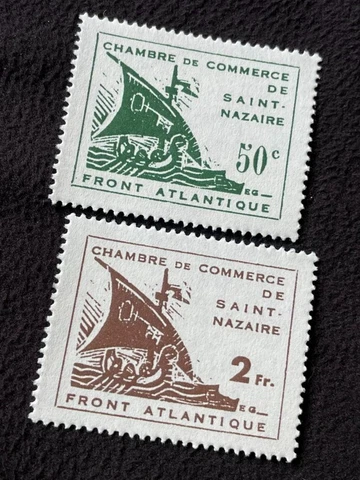 CHAMBRE DE COMMERCE
DE
SAINT-
NAZAIRE
50c
EG
FRONT ATLANTIQUE
CHAMBRE DE COMMERCE
DE
SAINT-
NAZAIRE
2 Fr.
EG
FRONT ATLANTIQUE